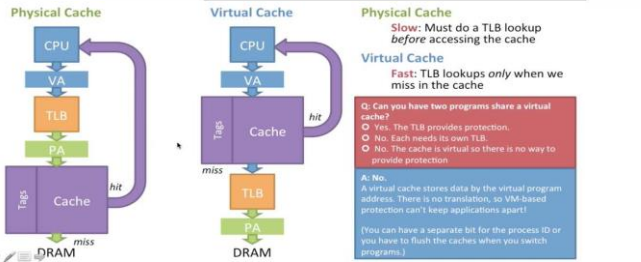 Physical Cache
CPU
VA
TLB
PA
Tags
Cache
hit
miss
DRAM
Virtual Cache
CPU
VA
Tags
Cache
hit
miss
TLB
PA
DRAM
Physical Cache
Slow: Must do a TLB lookup
before accessing the cache
Virtual Cache
Fast: TLB lookups only when we
miss in the cache
Q: Can you have two programs share a virtual
cache?
O Yes. The TLB provides protection.
O No. Each needs its own TLB.
O No. The cache is virtual so there is no way to
provide protection
A: No.
A virtual cache stores data by the virtual program
address. There is no translation, so VM-based
protection can't keep applications apart!
(You can have a separate bit for the process ID or
you have to flush the caches when you switch
programs.)